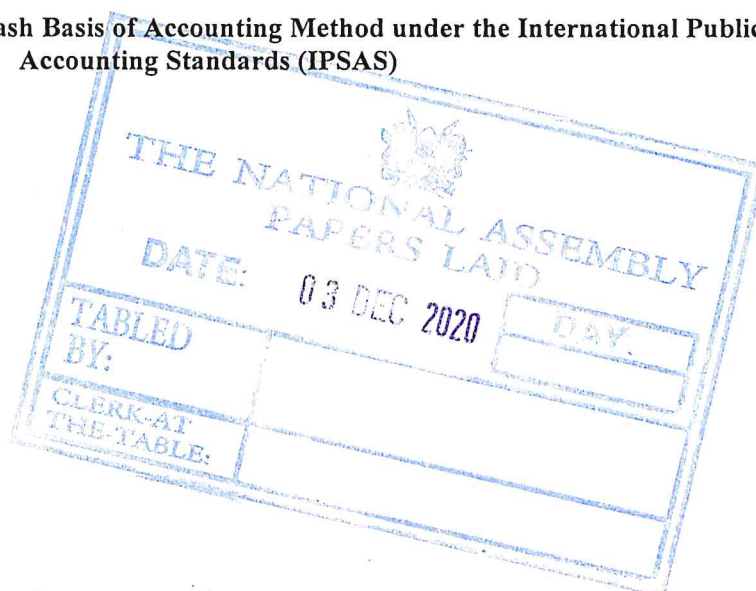 ash Basis of Accounting Method under the International Public
Accounting Standards (IPSAS)
THE NATIONAL ASSEMBLY
PAPERS LAID
DATE: 03 DEC 2020
DAY.
TABLED
BY:
CLERK-AT
THE-TABLE: